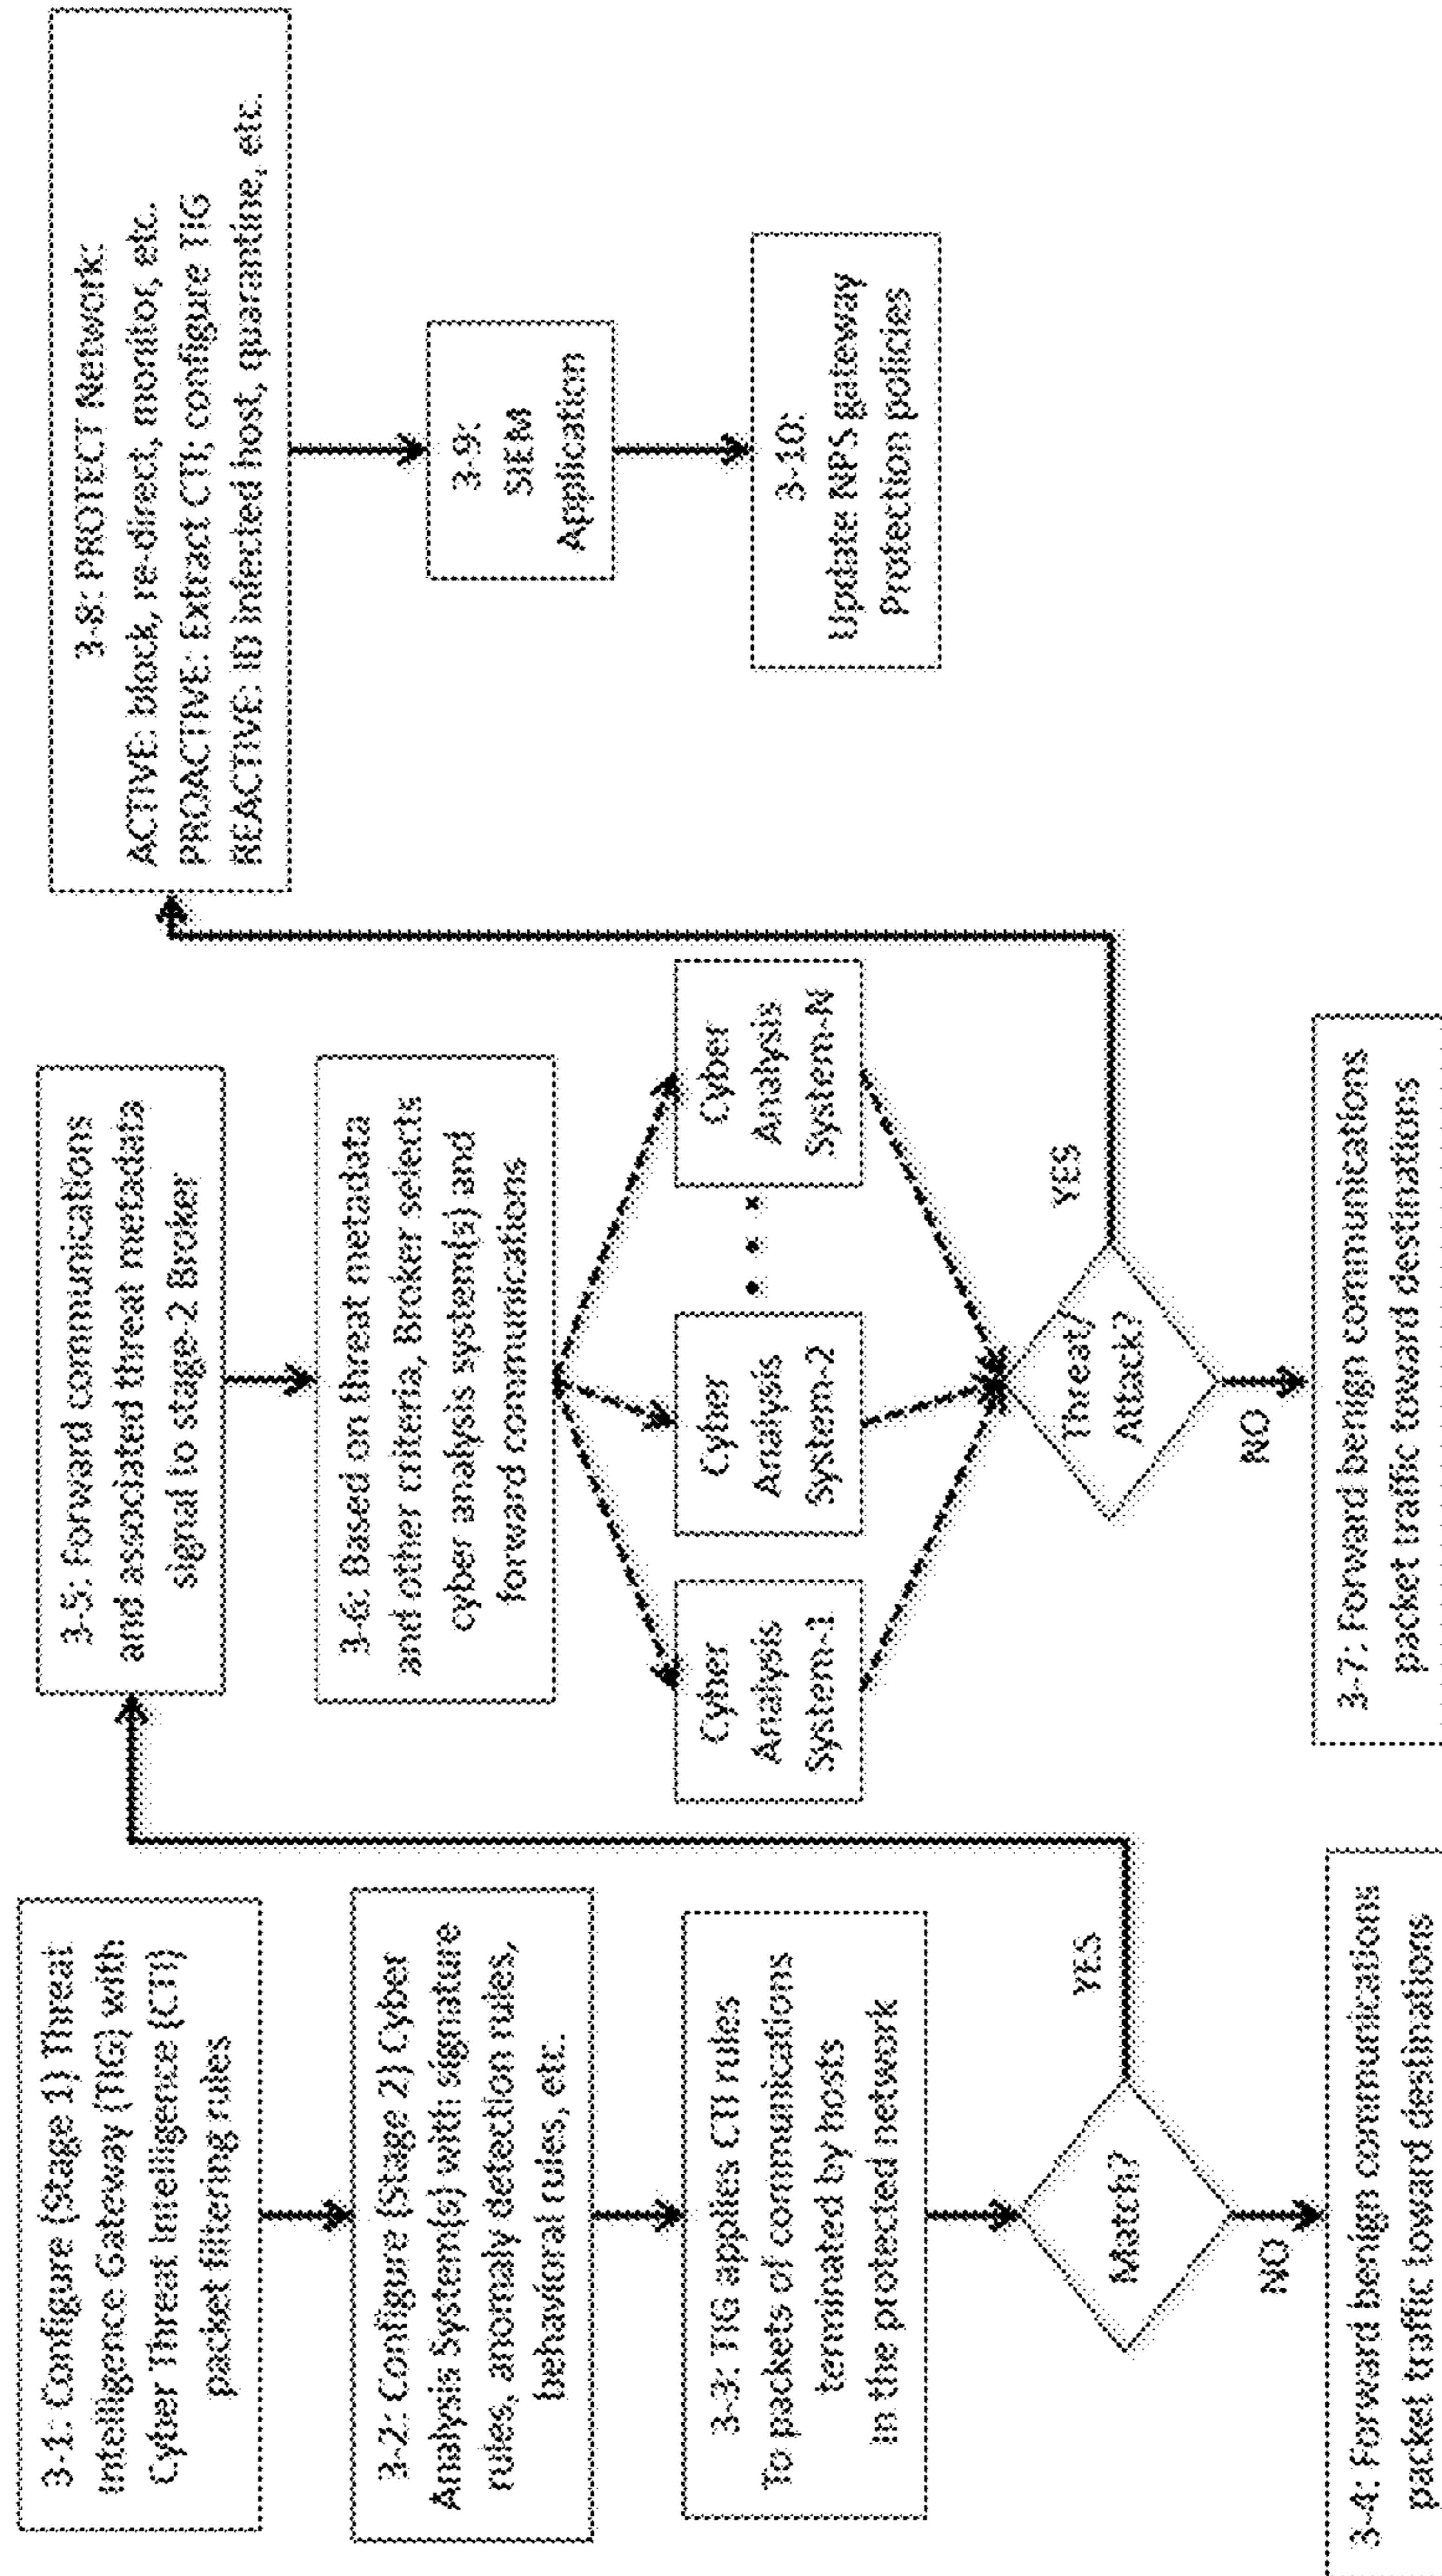 3-1: Configure (Stage 1) Threat
Intelligence Gateway (TIG) with
Cyber Threat Intelligence (CTI)
packet filtering rules
3-2: Configure (Stage 2) Cyber
Analysis System(s) with signature
rules, anomaly detection rules,
behavioral rules, etc.
3-3: TIG applies CTI rules
To packets of communications
terminated by hosts
in the protected network
Match?
YES
NO
3-4: Forward benign communications
packet traffic toward destinations
3-5: Forward communications
and associated threat metadata
signal to stage-2 Broker
3-6: Based on threat metadata
and other criteria, Broker selects
cyber analysis system(s) and
forward communications
Cyber
Analysis
System-1
Cyber
Analysis
System-2
Cyber
Analysis
System-N
Threat/
Attack?
YES
NO
3-7: Forward benign communications
packet traffic toward destinations
3-8: PROTECT Network:
ACTIVE: block, re-direct, monitor, etc.
PROACTIVE: Extract CTI; configure TIG
REACTIVE: ID infected host, quarantine, etc.
3-9:
SIEM
Application
3-10:
Update NPS gateway
Protection policies